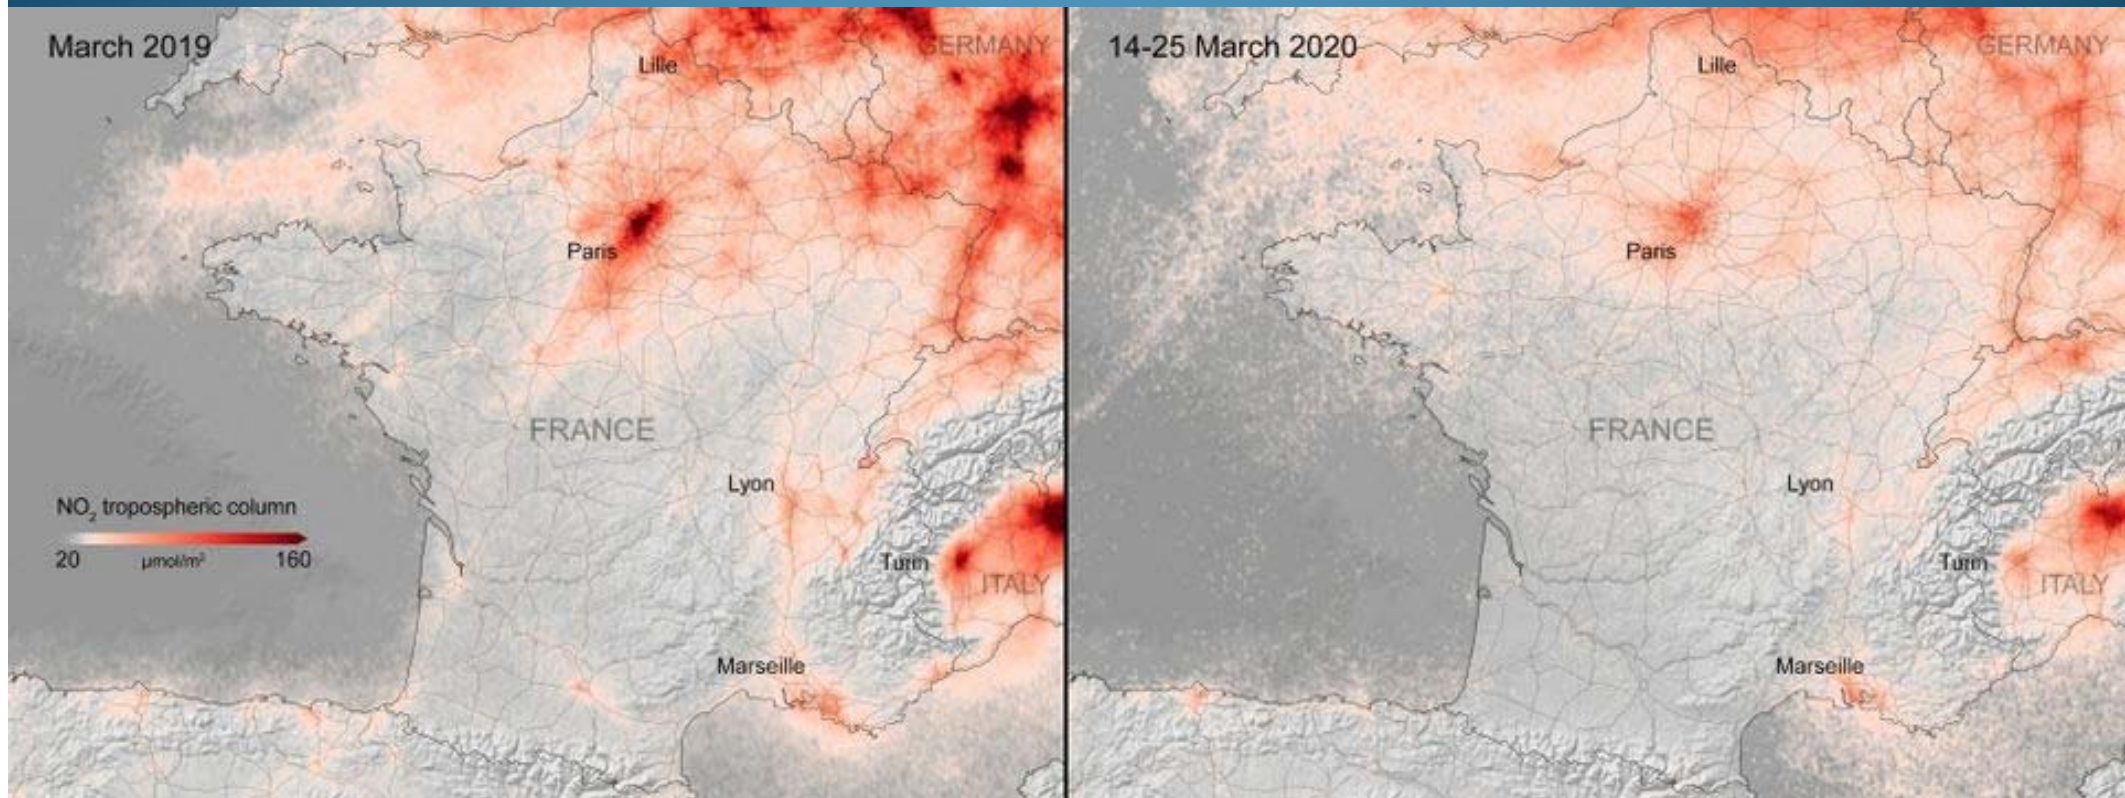 March 2019
GERMANY
Lille
Paris
FRANCE
Lyon
NO₂ tropospheric column
20 µmol/m² 160
Turin
ITALY
Marseille
14-25 March 2020
GERMANY
Lille
Paris
FRANCE
Lyon
Turin
ITALY
Marseille